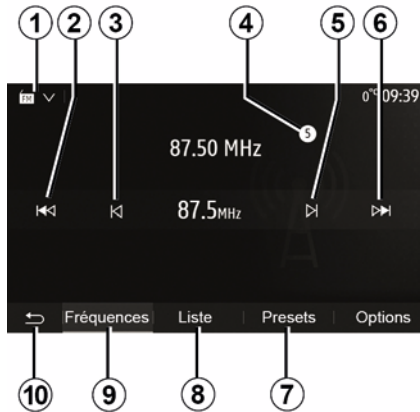 1 2 3 4 5 6
FM 0°C 09:39
5
87.50 MHz
87.5MHz
Fréquences Liste Presets Options
10 9 8 7